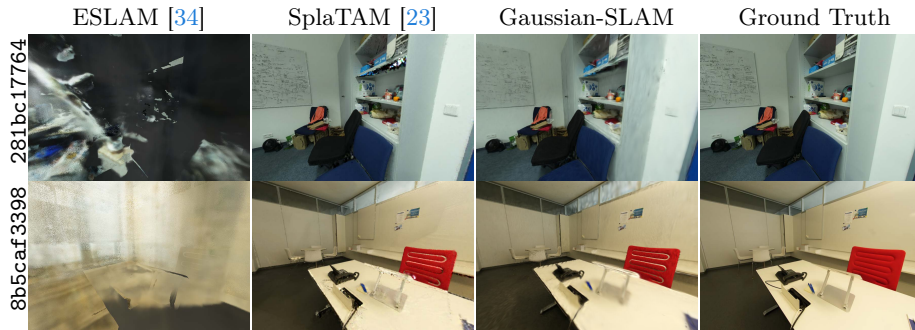 ESLAM [34] SplaTAM [23] Gaussian-SLAM Ground Truth
281bc17764
8b5caf3398